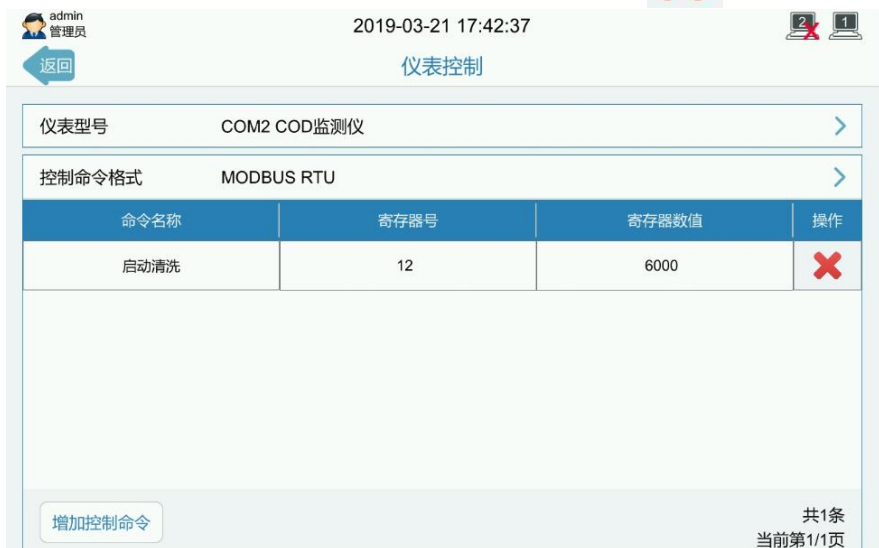 admin
管理员
2019-03-21 17:42:37
2
1
返回
仪表控制
仪表型号 COM2 COD监测仪
控制命令格式 MODBUS RTU
命令名称 寄存器号 寄存器数值 操作
启动清洗 12 6000
增加控制命令
共1条
当前第1/1页